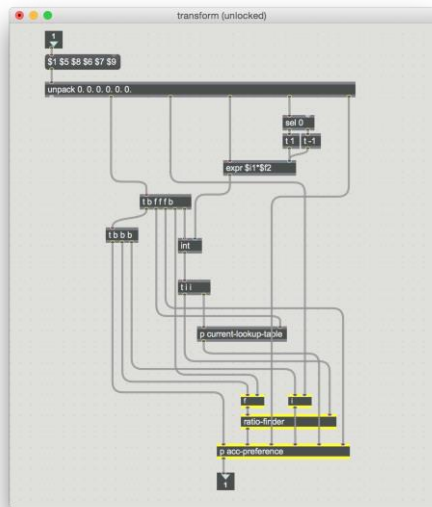 transform (unlocked)
1
$1 $5 $8 $6 $7 $9
unpack 0. 0. 0. 0. 0. 0.
sel 0
t 1
t -1
expr $i1*$f2
t b f f f b
t b b b
int
t i i
p current-lookup-table
f
i
ratio-finder
p acc-preference
1